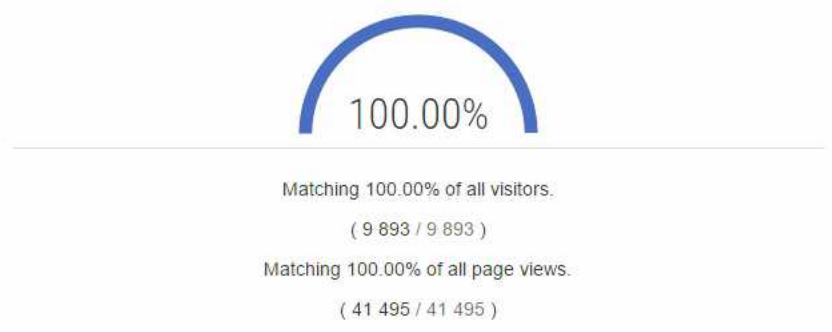 100.00%
Matching 100.00% of all visitors.
( 9 893 / 9 893 )
Matching 100.00% of all page views.
( 41 495 / 41 495 )